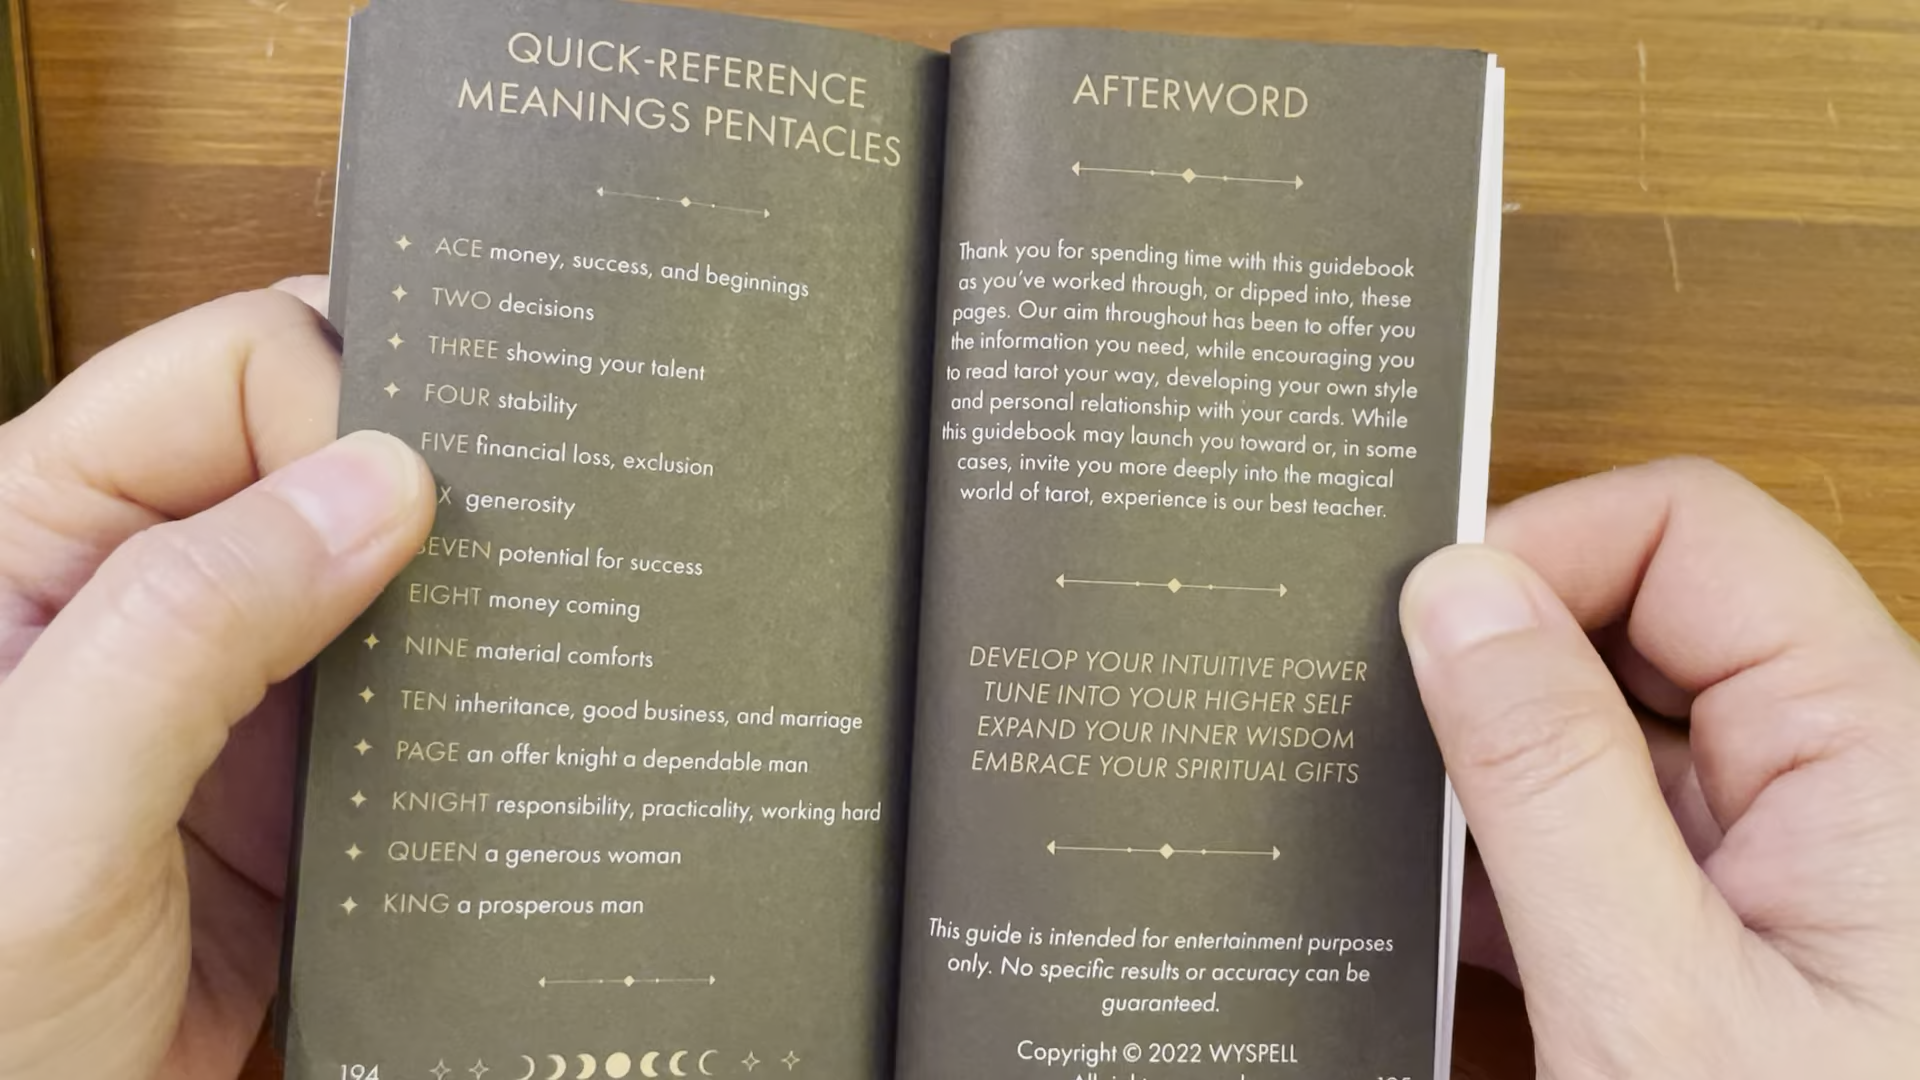 QUICK-REFERENCE
MEANINGS PENTACLES
ACE money, success, and beginnings
TWO decisions
THREE showing your talent
FOUR stability
FIVE financial loss, exclusion
X generosity
SEVEN potential for success
EIGHT money coming
NINE material comforts
TEN inheritance, good business, and marriage
PAGE an offer knight a dependable man
KNIGHT responsibility, practicality, working hard
QUEEN a generous woman
KING a prosperous man
194
AFTERWORD
Thank you for spending time with this guidebook
as you've worked through, or dipped into, these
pages. Our aim throughout has been to offer you
the information you need, while encouraging you
to read tarot your way, developing your own style
and personal relationship with your cards. While
this guidebook may launch you toward or, in some
cases, invite you more deeply into the magical
world of tarot, experience is our best teacher.
DEVELOP YOUR INTUITIVE POWER
TUNE INTO YOUR HIGHER SELF
EXPAND YOUR INNER WISDOM
EMBRACE YOUR SPIRITUAL GIFTS
This guide is intended for entertainment purposes
only. No specific results or accuracy can be
guaranteed.
Copyright © 2022 WYSPELL